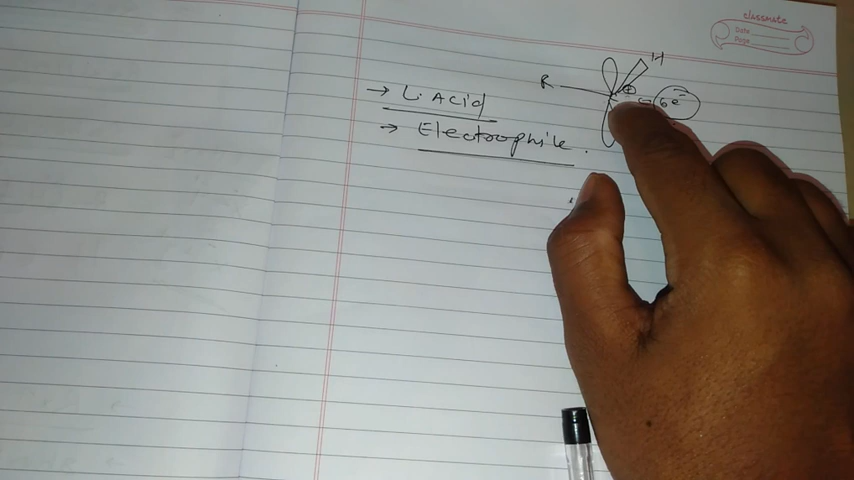 classmate
Date
Page
H
R
⊕
6e⁻
→ L. Acid
→ Electrophile.